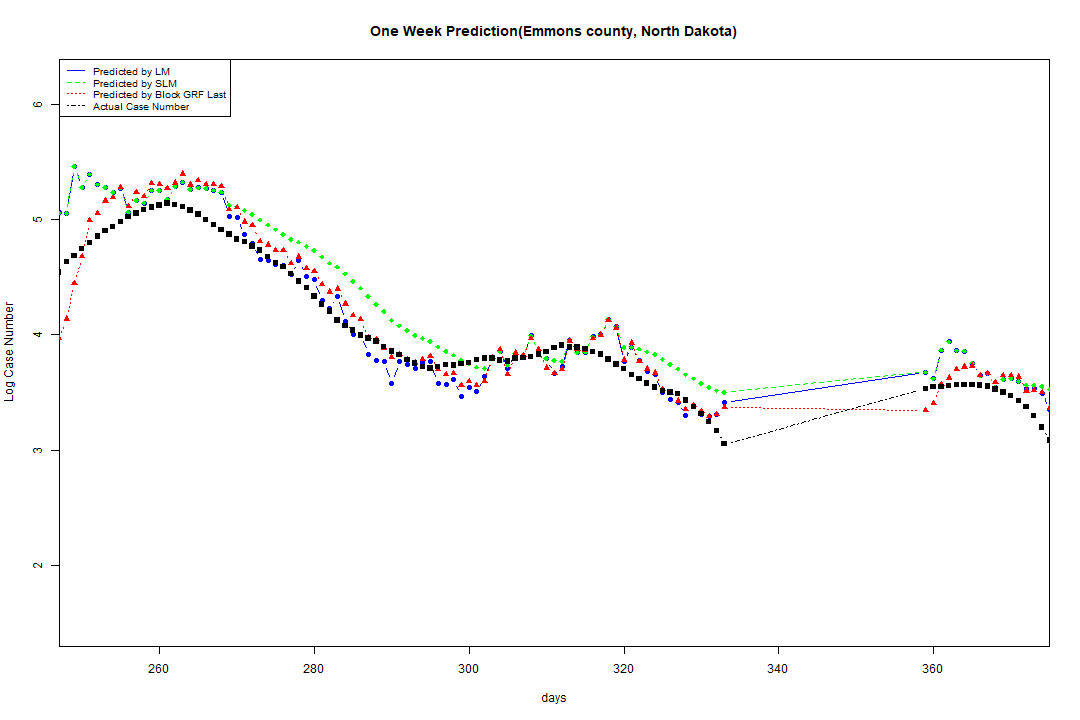 One Week Prediction(Emmons county, North Dakota)
Predicted by LM
Predicted by SLM
Predicted by Block GRF Last
Actual Case Number
6
5
4
3
2
Log Case Number
260 280 300 320 340 360
days